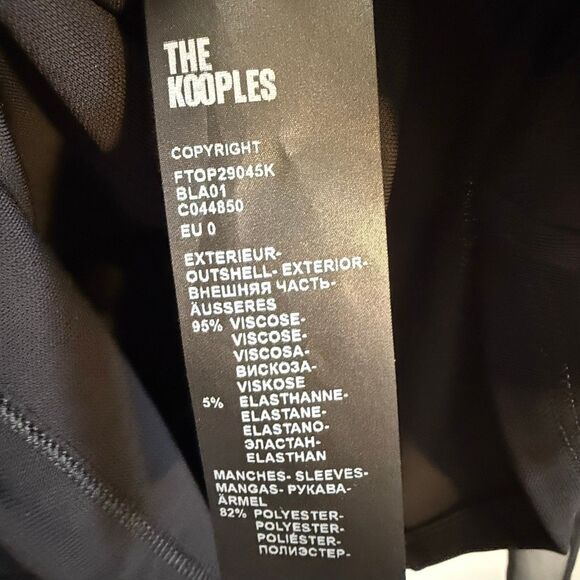 THE
KOOPLES
COPYRIGHT
FTOP29045K
BLA01
C044850
EU 0
EXTERIEUR-
OUTSHELL- EXTERIOR-
ВНЕШНЯЯ ЧАСТЬ-
ÄUSSERES
95% VISCOSE-
VISCOSE-
VISCOSA-
ВИСКОЗА-
VISKOSE
5% ELASTHANNE-
ELASTANE-
ELASTANO-
ЭЛАСТАН-
ELASTHAN
MANCHES- SLEEVES-
MANGAS- РУКАВА-
ÄRMEL
82% POLYESTER-
POLYESTER-
POLIÉSTER-
ПОЛИЭСТЕР-